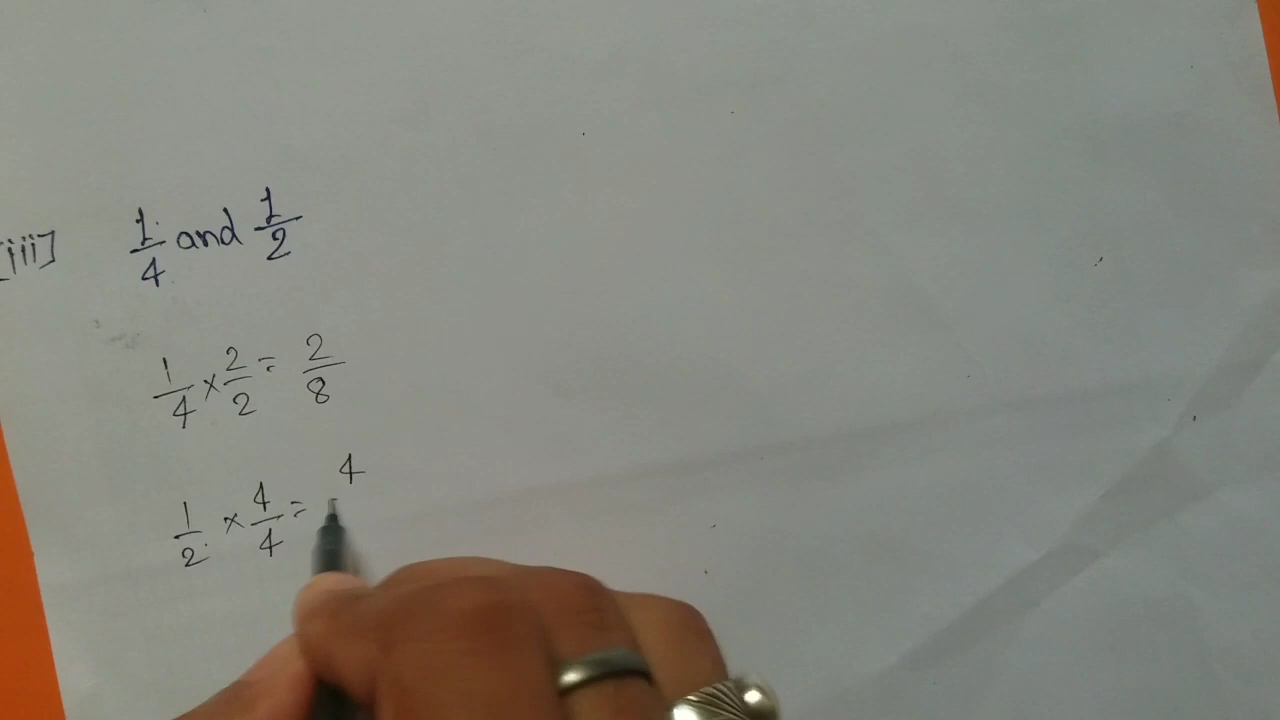 [iii] 1/4 and 1/2
1/4 × 2/2 = 2/8
1/2 × 4/4 = 4